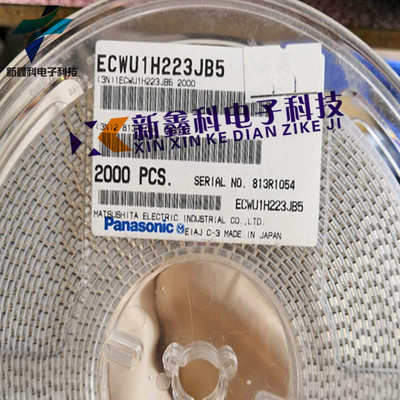 新鑫科电子科技
ECWU1H223JB5
(3N)1ECWU1H223JB5 2000
新鑫科电子科技
XIN XIN KE DIAN ZIKE JI
2000 PCS.
SERIAL NO. 813R1054
ECWU1H223JB5
MATSUSHITA ELECTRIC INDUSTRIAL CO.,LTD.
Panasonic
EIAJ C-3 MADE IN JAPAN